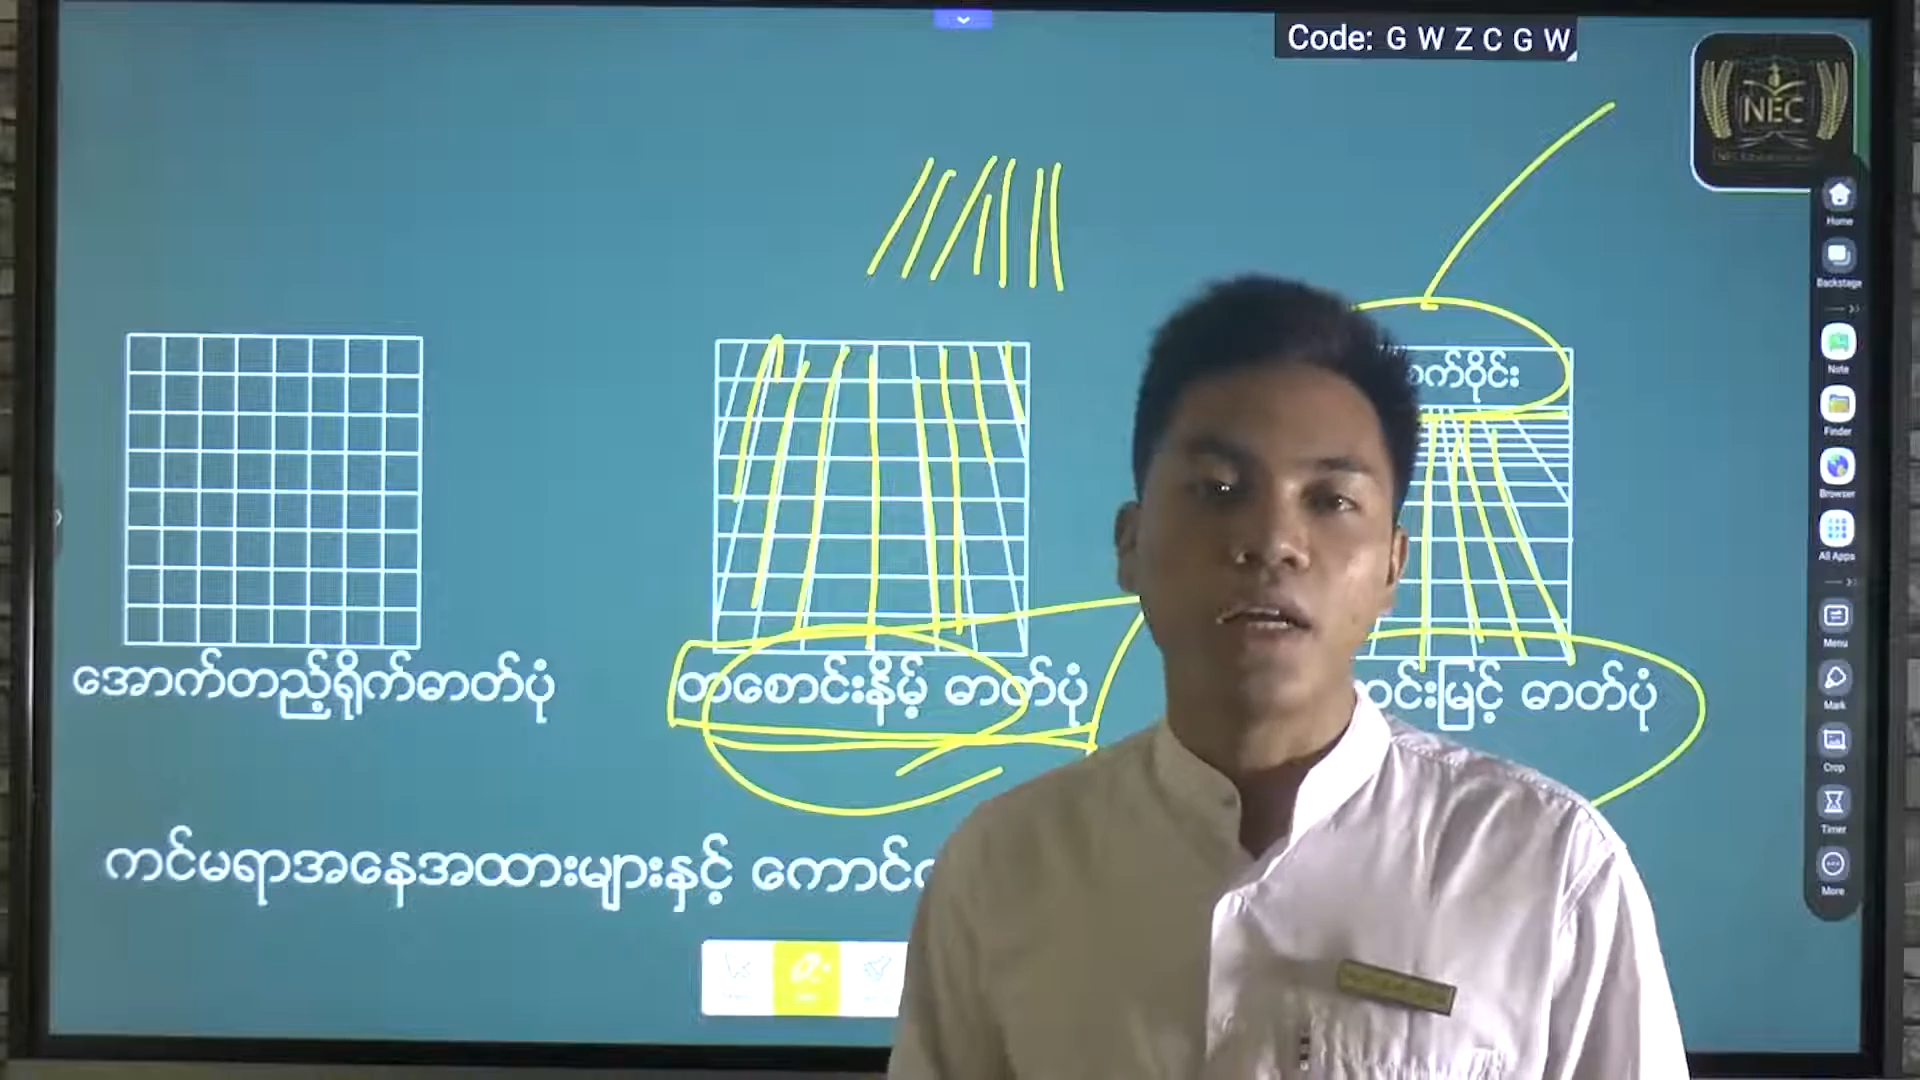 Code: G W Z C G W
NEC
Home
Backstage
Note
Finder
Browser
All Apps
Menu
Mark
Crop
Timer
More
အောက်တည့်ရိုက်ဓာတ်ပုံ
တစောင်းနိမ့် ဓာတ်ပုံ
မြင့် ဓာတ်ပုံ
ကင်မရာအနေအထားများနှင့်